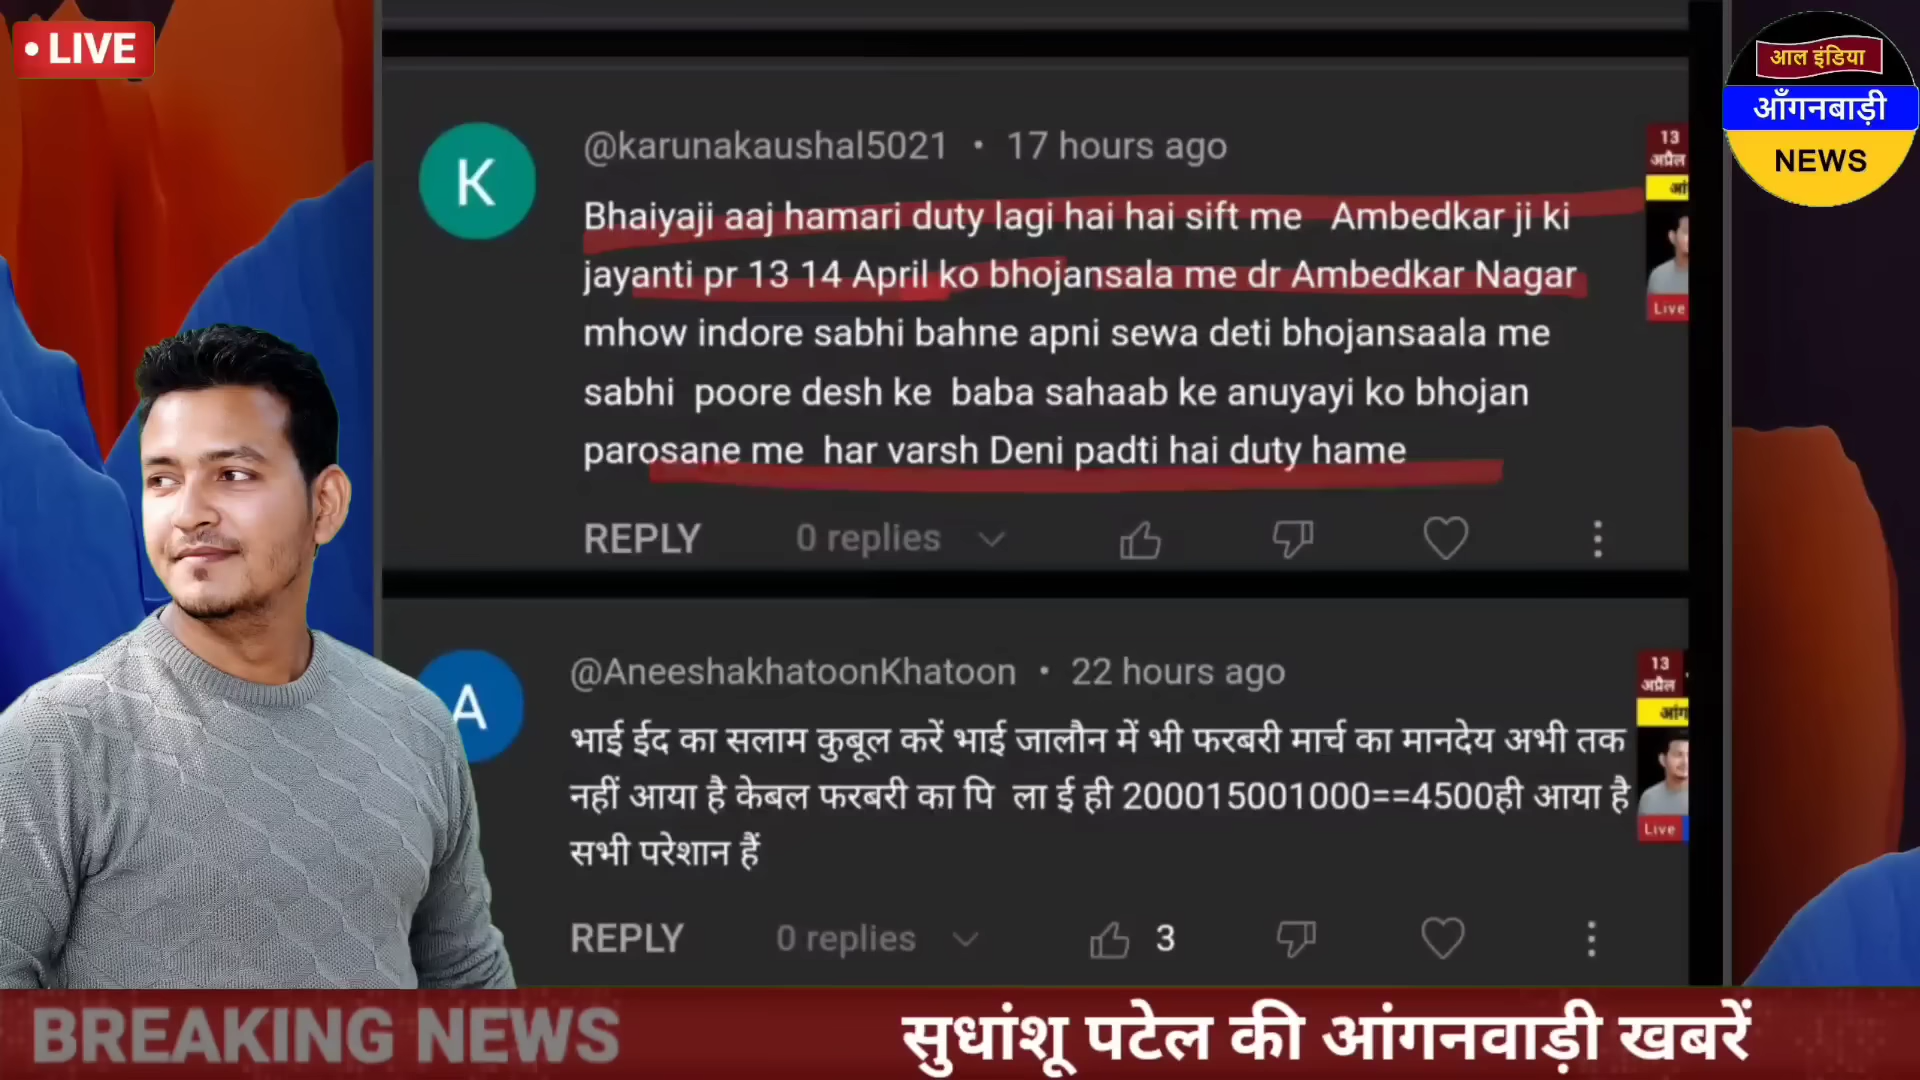 • LIVE
आल इंडिया
आँगनबाड़ी
NEWS
@karunakaushal5021 • 17 hours ago
K
Bhaiyaji aaj hamari duty lagi hai hai sift me Ambedkar ji ki
jayanti pr 13 14 April ko bhojansala me dr Ambedkar Nagar
mhow indore sabhi bahne apni sewa deti bhojansaala me
sabhi poore desh ke baba sahaab ke anuyayi ko bhojan
parosane me har varsh Deni padti hai duty hame
13
अप्रैल
Live
REPLY 0 replies
@AneeshakhatoonKhatoon • 22 hours ago
A
भाई ईद का सलाम कुबूल करें भाई जालौन में भी फरबरी मार्च का मानदेय अभी तक
नहीं आया है केबल फरबरी का पि ला ई ही 200015001000==4500ही आया है
सभी परेशान हैं
13
अप्रैल
Live
REPLY 0 replies 3
BREAKING NEWS
सुधांशू पटेल की आंगनवाड़ी खबरें